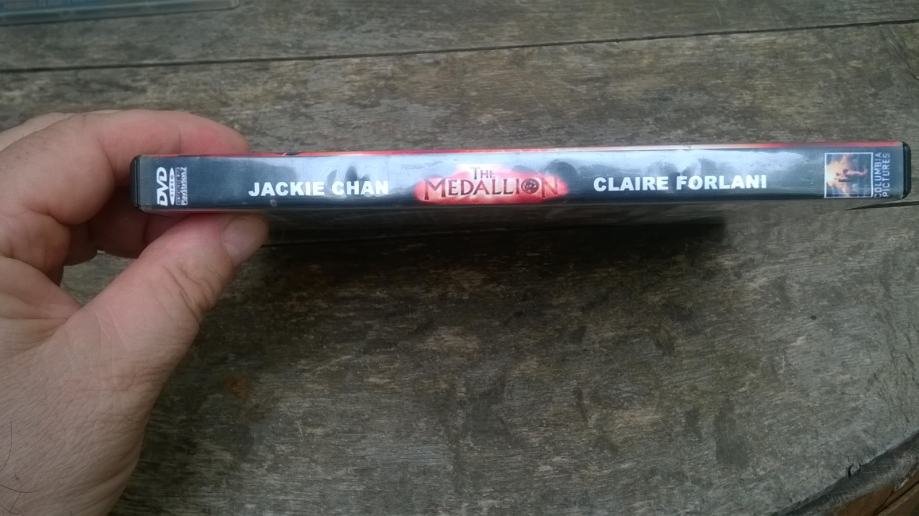 DVD
JACKIE CHAN
THE
MEDALLION
CLAIRE FORLANI
COLUMBIA
PICTURES